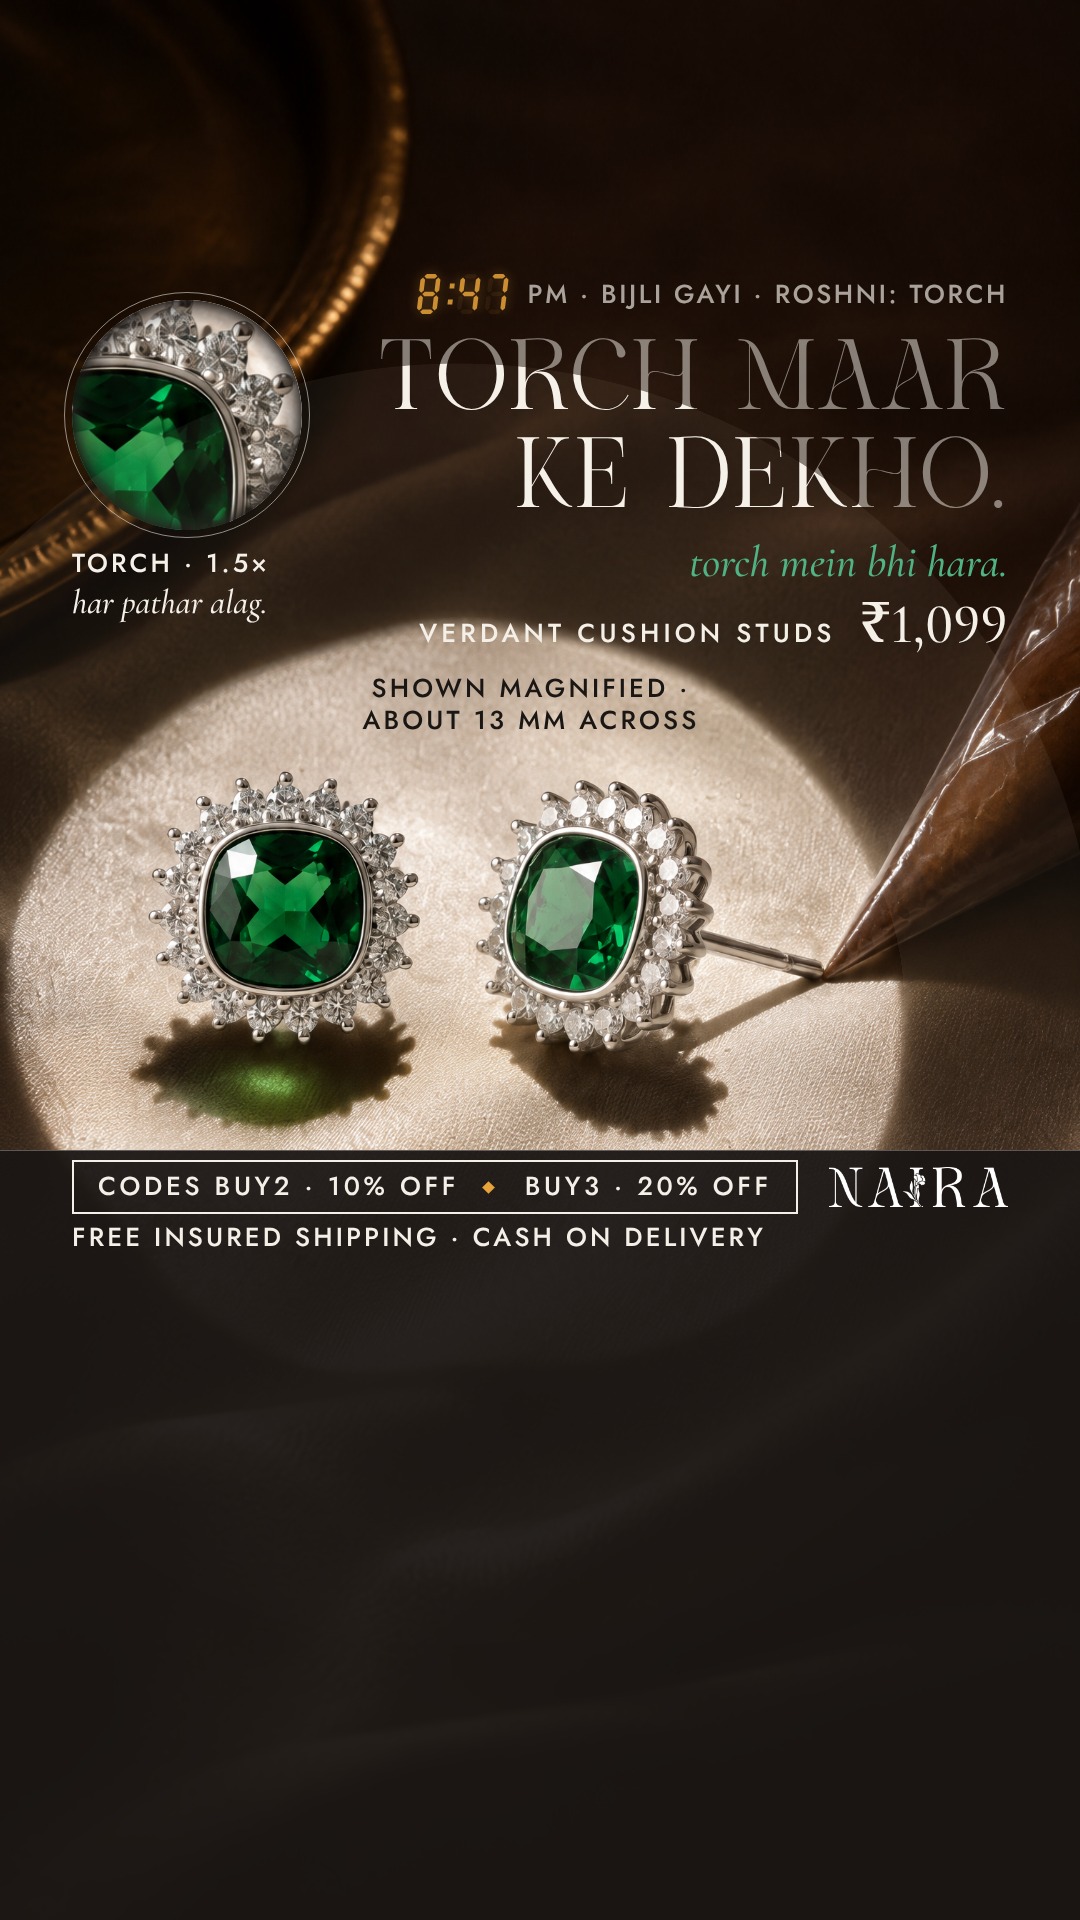 8:47 PM · BIJLI GAYI · ROSHNI: TORCH
TORCH MAAR
KE DEKHO.
torch mein bhi hara.
VERDANT CUSHION STUDS ₹1,099
TORCH · 1.5×
har pathar alag.
SHOWN MAGNIFIED ·
ABOUT 13 MM ACROSS
CODES BUY2 · 10% OFF ◆ BUY3 · 20% OFF
NAIRA
FREE INSURED SHIPPING · CASH ON DELIVERY